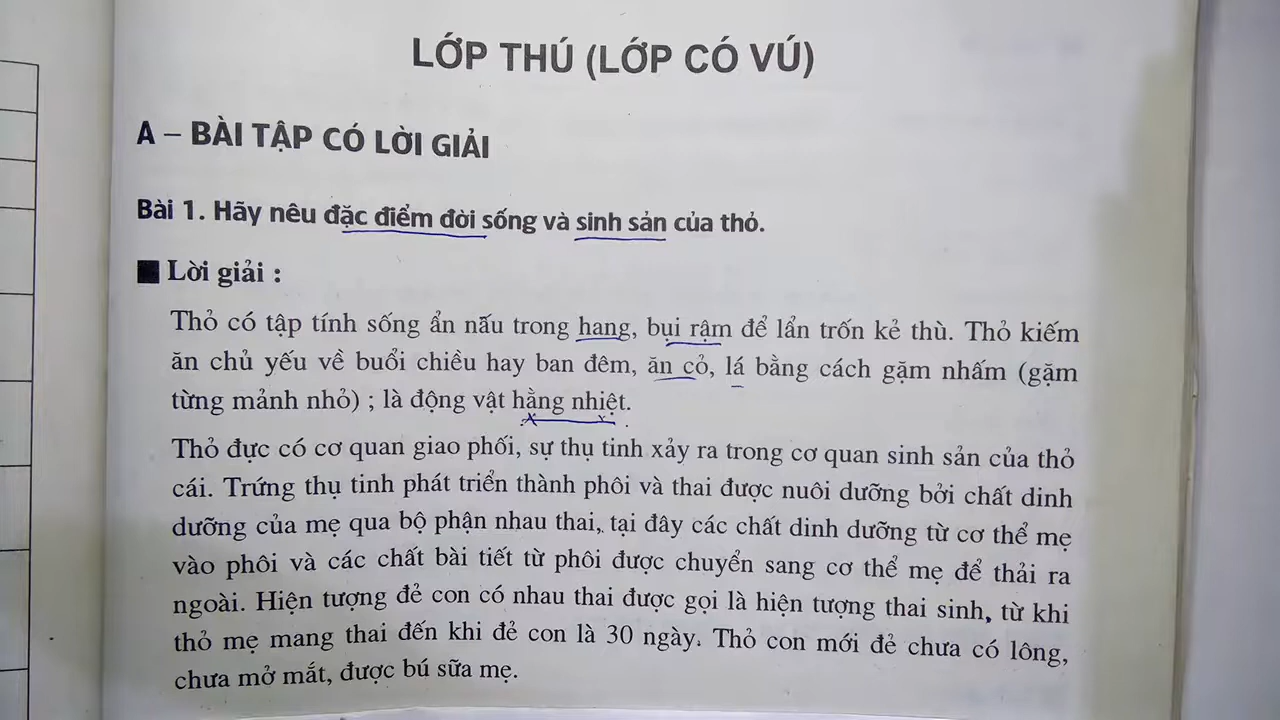 LỚP THÚ (LỚP CÓ VÚ)
A – BÀI TẬP CÓ LỜI GIẢI
Bài 1. Hãy nêu đặc điểm đời sống và sinh sản của thỏ.
Lời giải :
Thỏ có tập tính sống ẩn nấu trong hang, bụi rậm để lẩn trốn kẻ thù. Thỏ kiếm
ăn chủ yếu về buổi chiều hay ban đêm, ăn cỏ, lá bằng cách gặm nhấm (gặm
từng mảnh nhỏ) ; là động vật hằng nhiệt.
Thỏ đực có cơ quan giao phối, sự thụ tinh xảy ra trong cơ quan sinh sản của thỏ
cái. Trứng thụ tinh phát triển thành phôi và thai được nuôi dưỡng bởi chất dinh
dưỡng của mẹ qua bộ phận nhau thai, tại đây các chất dinh dưỡng từ cơ thể mẹ
vào phôi và các chất bài tiết từ phôi được chuyển sang cơ thể mẹ để thải ra
ngoài. Hiện tượng đẻ con có nhau thai được gọi là hiện tượng thai sinh, từ khi
thỏ mẹ mang thai đến khi đẻ con là 30 ngày. Thỏ con mới đẻ chưa có lông,
chưa mở mắt, được bú sữa mẹ.